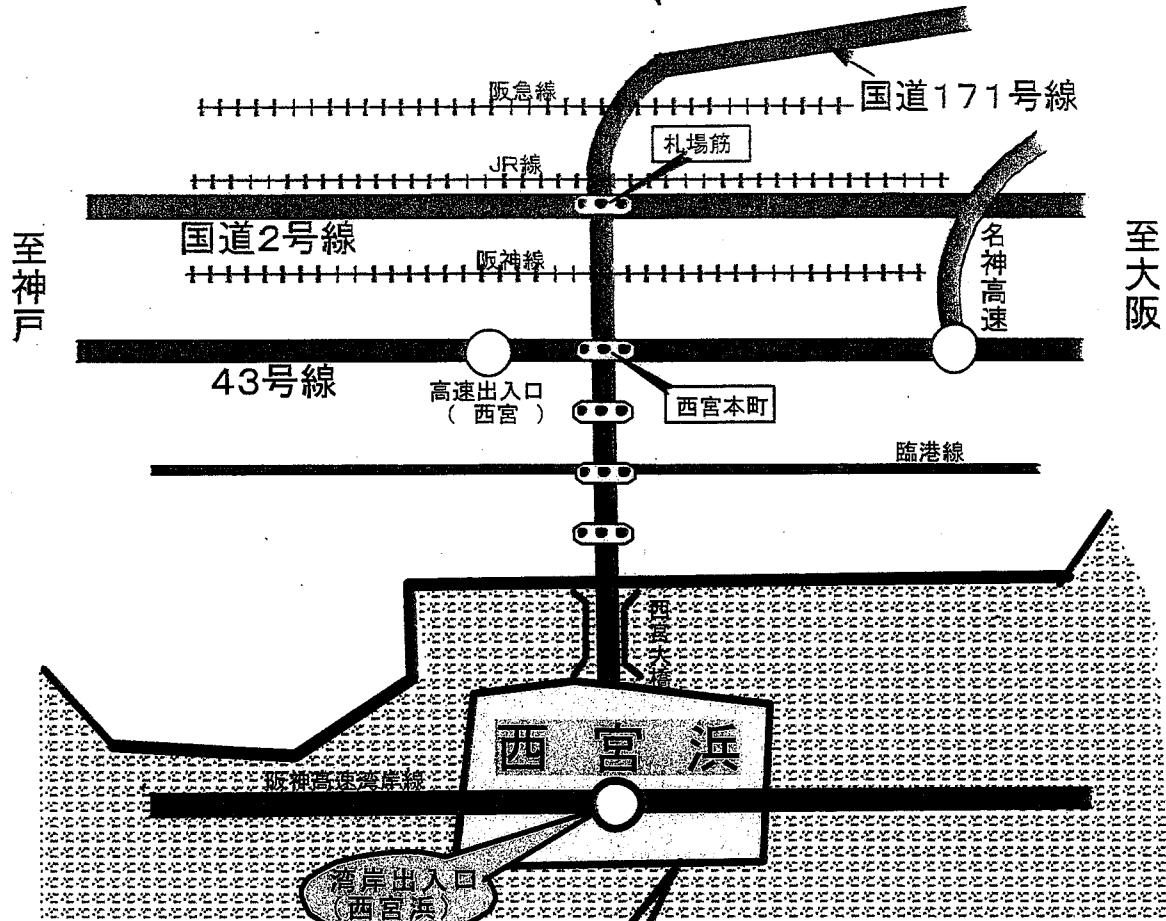 阪急線
国道171号線
札場筋
JR線
国道2号線
名神高速
至神戸
至大阪
阪神線
43号線
高速出入口
(西宮)
西宮本町
臨港線
西宮大橋
西宮浜
阪神高速湾岸線
湾岸出入口
(西宮浜)